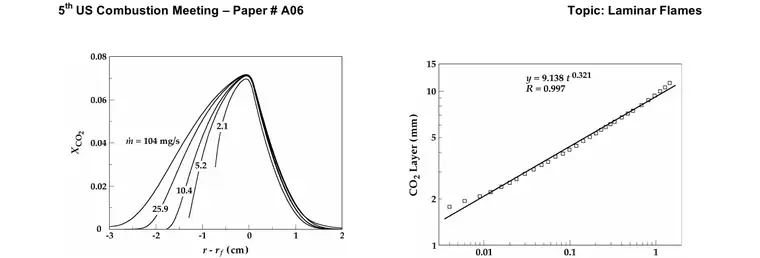 5th US Combustion Meeting – Paper # A06
Topic: Laminar Flames
0.08
0.06
0.04
0.02
0
XCO2
ṁ = 104 mg/s
25.9
10.4
5.2
2.1
-3 -2 -1 0 1 2
r - rf (cm)
15
10
5
2
1
CO2 Layer (mm)
y = 9.138 t 0.321
R = 0.997
0.01 0.1 1